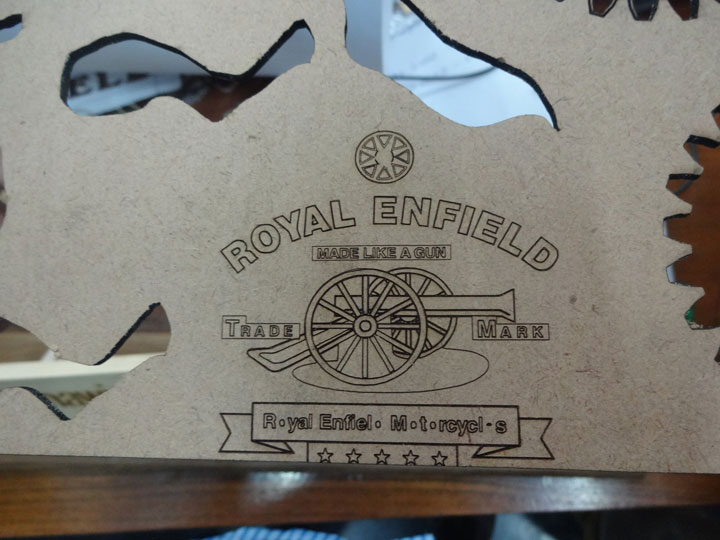 ROYAL ENFIELD
MADE LIKE A GUN
TRADE MARK
R•yal Enfiel• M•t•rcycl•s